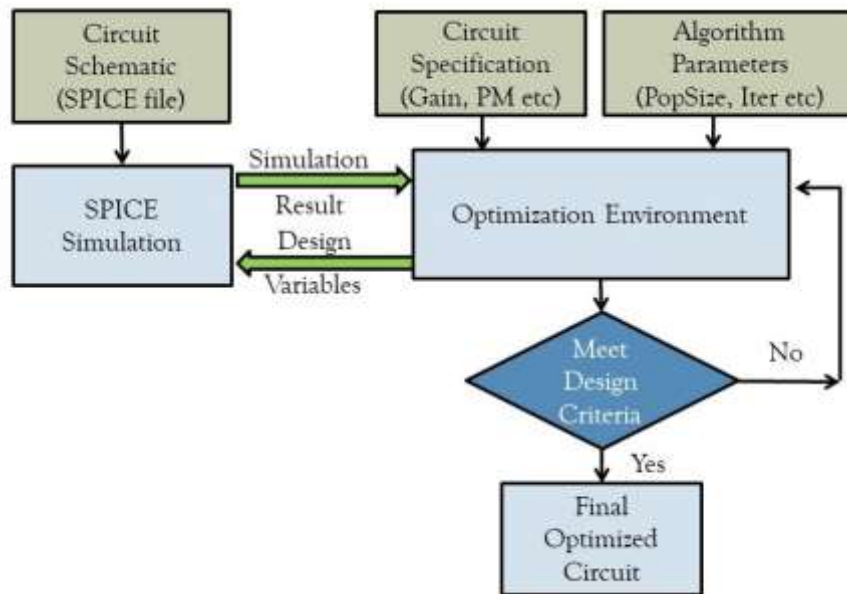 Circuit
Schematic
(SPICE file)
Circuit
Specification
(Gain, PM etc)
Algorithm
Parameters
(PopSize, Iter etc)
SPICE
Simulation
Simulation
Result
Design
Variables
Optimization Environment
Meet
Design
Criteria
No
Yes
Final
Optimized
Circuit